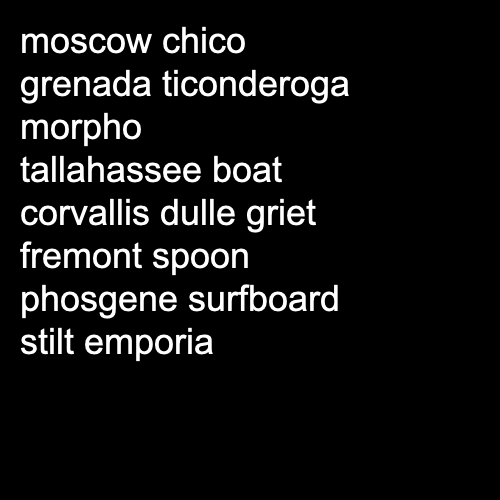 moscow chico
grenada ticonderoga
morpho
tallahassee boat
corvallis dulle griet
fremont spoon
phosgene surfboard
stilt emporia